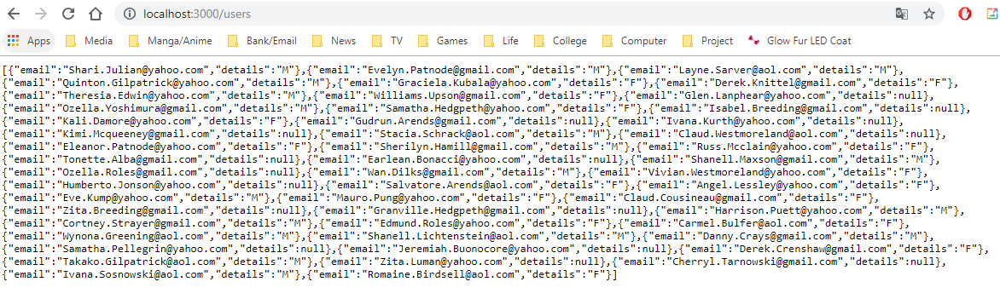 localhost:3000/users
Apps Media Manga/Anime Bank/Email News TV Games Life College Computer Project Glow Fur LED Coat
[{"email":"Shari.Julian@yahoo.com","details":"M"},{"email":"Evelyn.Patnode@gmail.com","details":"M"},{"email":"Layne.Sarver@aol.com","details":"M"},
{"email":"Quinton.Gilpatrick@yahoo.com","details":"M"},{"email":"Graciela.Kubala@yahoo.com","details":"F"},{"email":"Derek.Knittel@gmail.com","details":"F"},
{"email":"Theresia.Edwin@yahoo.com","details":"M"},{"email":"Williams.Upson@gmail.com","details":"F"},{"email":"Glen.Lanphear@yahoo.com","details":null},
{"email":"Ozella.Yoshimura@gmail.com","details":"M"},{"email":"Samatha.Hedgpeth@yahoo.com","details":"F"},{"email":"Isabel.Breeding@gmail.com","details":null},
{"email":"Kali.Damore@yahoo.com","details":"F"},{"email":"Gudrun.Arends@gmail.com","details":null},{"email":"Ivana.Kurth@yahoo.com","details":null},
{"email":"Kimi.Mcqueeney@gmail.com","details":null},{"email":"Stacia.Schrack@aol.com","details":"M"},{"email":"Claud.Westmoreland@aol.com","details":null},
{"email":"Eleanor.Patnode@yahoo.com","details":"F"},{"email":"Sherilyn.Hamill@gmail.com","details":"M"},{"email":"Russ.Mcclain@yahoo.com","details":"F"},
{"email":"Tonette.Alba@gmail.com","details":null},{"email":"Earlean.Bonacci@yahoo.com","details":null},{"email":"Shanell.Maxson@gmail.com","details":"M"},
{"email":"Ozella.Roles@gmail.com","details":null},{"email":"Wan.Dilks@gmail.com","details":"M"},{"email":"Vivian.Westmoreland@yahoo.com","details":"F"},
{"email":"Humberto.Jonson@yahoo.com","details":null},{"email":"Salvatore.Arends@aol.com","details":"F"},{"email":"Angel.Lessley@yahoo.com","details":"F"},
{"email":"Eve.Kump@yahoo.com","details":"M"},{"email":"Mauro.Pung@yahoo.com","details":"F"},{"email":"Claud.Cousineau@gmail.com","details":"F"},
{"email":"Zita.Breeding@gmail.com","details":null},{"email":"Granville.Hedgpeth@gmail.com","details":null},{"email":"Harrison.Puett@yahoo.com","details":"M"},
{"email":"Cortney.Strayer@gmail.com","details":"M"},{"email":"Edmund.Roles@yahoo.com","details":"F"},{"email":"Carmel.Bulfer@aol.com","details":"F"},
{"email":"Wynona.Greening@aol.com","details":"M"},{"email":"Shanell.Lichtenstein@aol.com","details":"M"},{"email":"Danny.Crays@gmail.com","details":"M"},
{"email":"Samatha.Pellegrin@yahoo.com","details":null},{"email":"Jeremiah.Buonocore@yahoo.com","details":null},{"email":"Derek.Crenshaw@gmail.com","details":"F"},
{"email":"Takako.Gilpatrick@aol.com","details":"M"},{"email":"Zita.Luman@yahoo.com","details":null},{"email":"Cherryl.Tarnowski@gmail.com","details":null},
{"email":"Ivana.Sosnowski@aol.com","details":"M"},{"email":"Romaine.Birdsell@aol.com","details":"F"}]